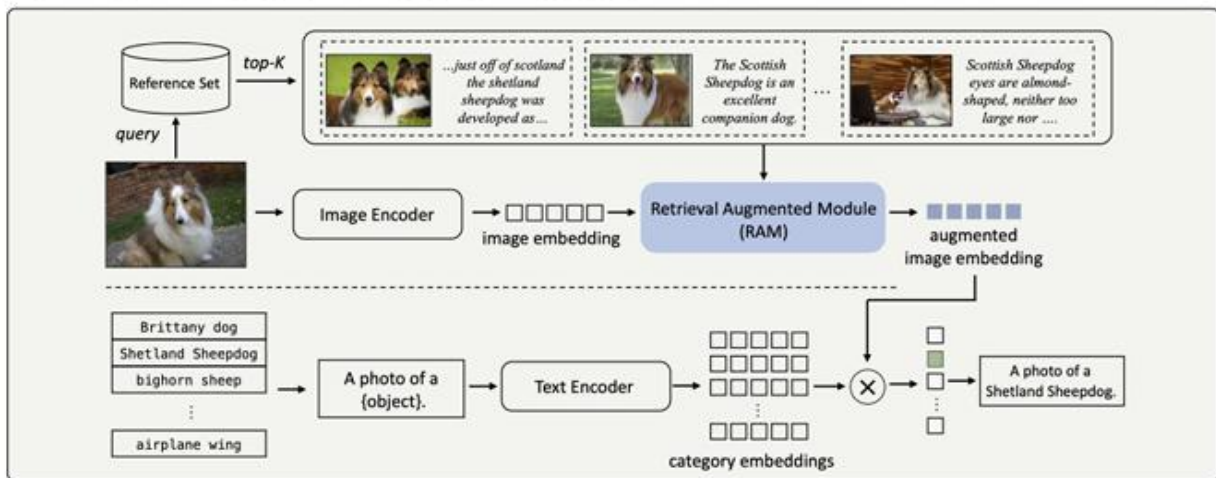 Reference Set
top-K
query
...just off of scotland
the shetland
sheepdog was
developed as...
The Scottish
Sheepdog is an
excellent
companion dog.
...
Scottish Sheepdog
eyes are almond-
shaped, neither too
large nor ....
Image Encoder
image embedding
Retrieval Augmented Module
(RAM)
augmented
image embedding
Brittany dog
Shetland Sheepdog
bighorn sheep
airplane wing
A photo of a
{object}.
Text Encoder
category embeddings
A photo of a
Shetland Sheepdog.